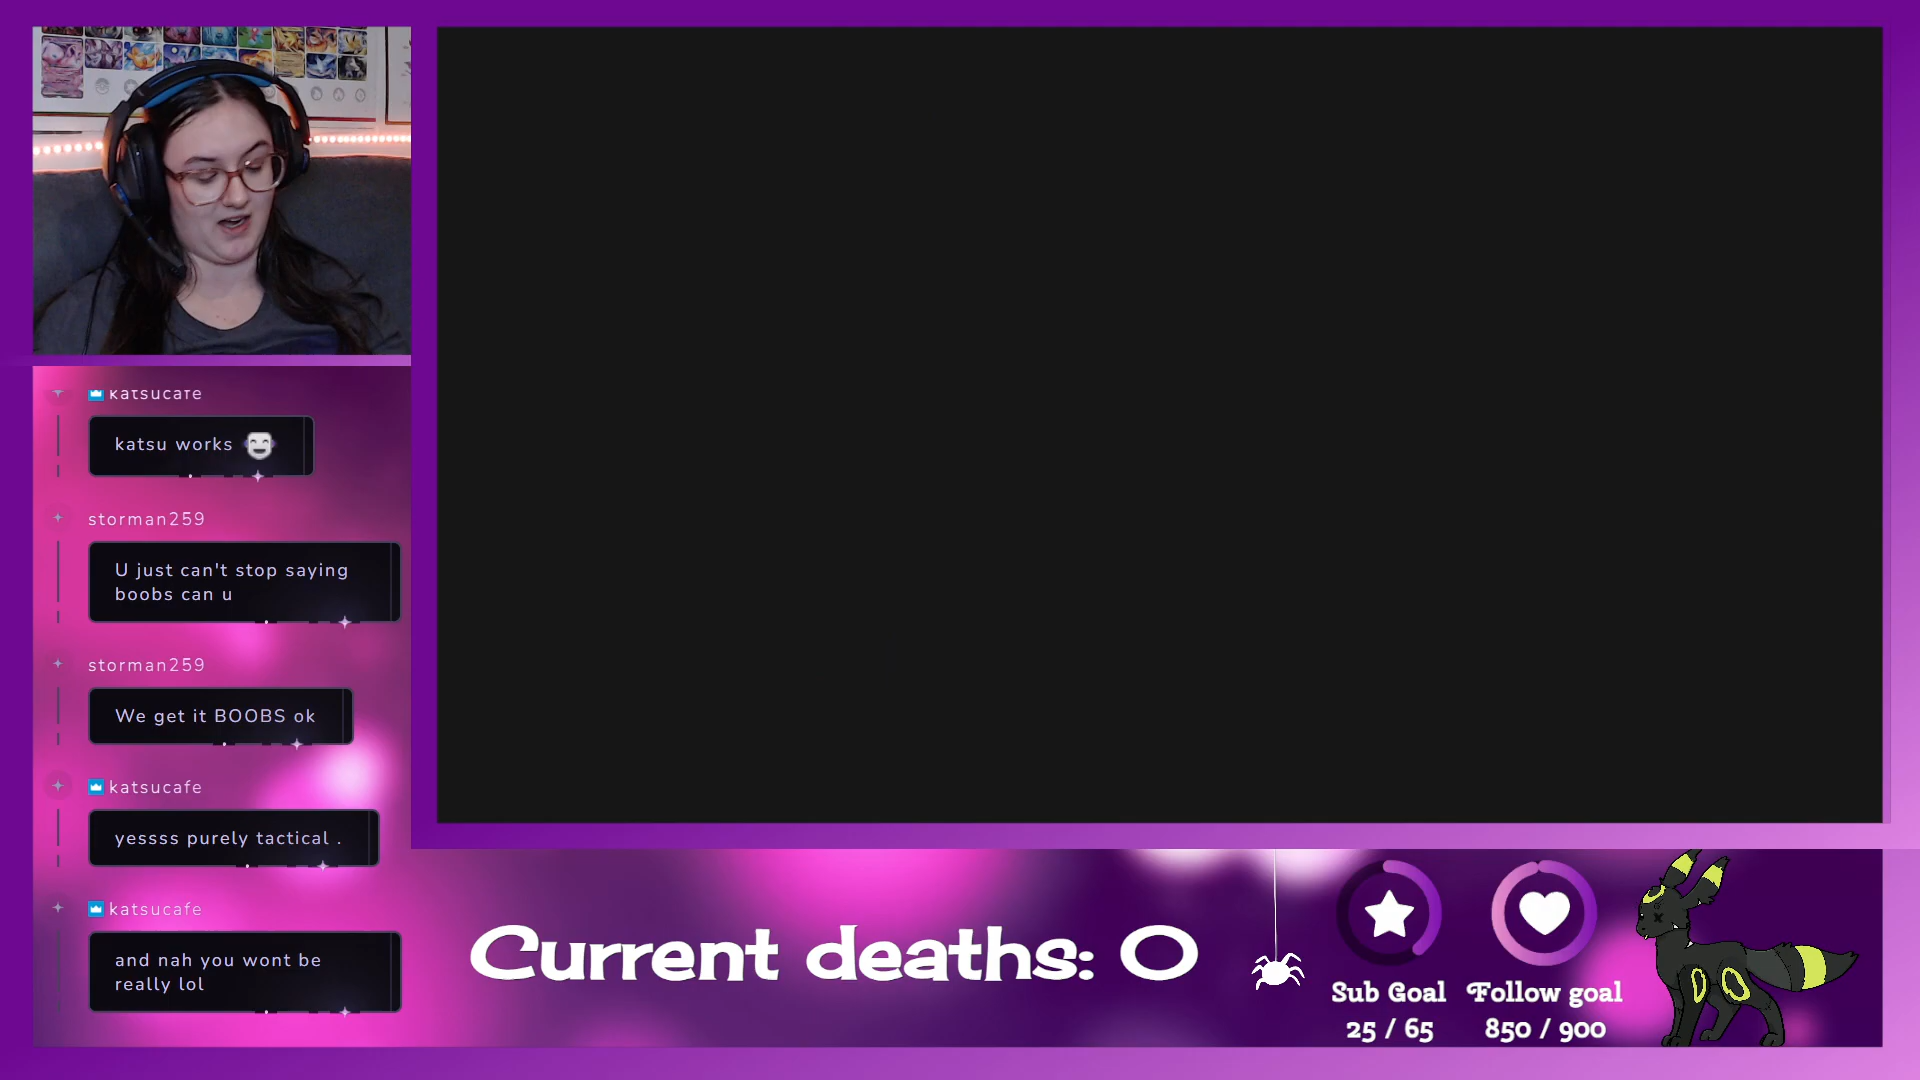 katsucafe
katsu works
storman259
U just can't stop saying
boobs can u
storman259
We get it BOOBS ok
katsucafe
yessss purely tactical .
katsucafe
and nah you wont be
really lol
Current deaths: 0
Sub Goal
25 / 65
Follow goal
850 / 900